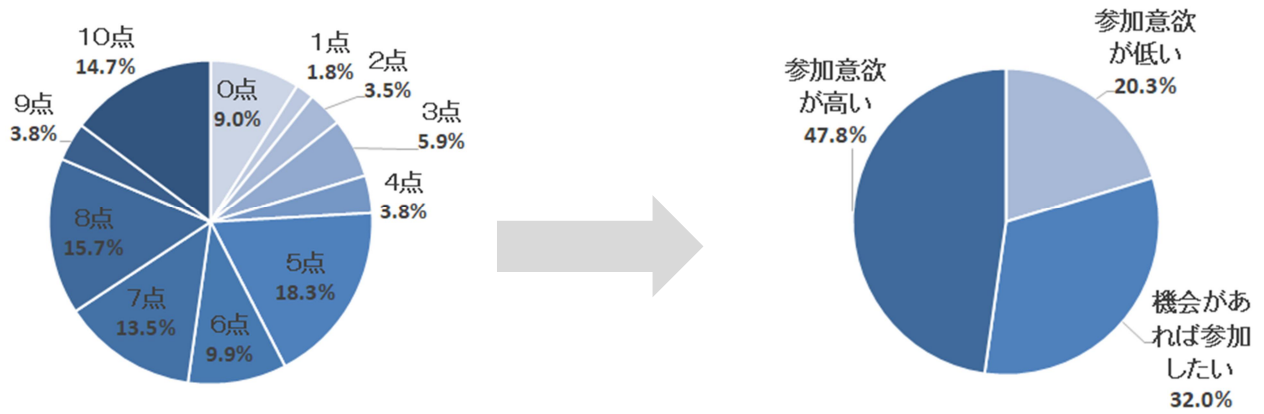 0点
9.0%
1点
1.8%
2点
3.5%
3点
5.9%
4点
3.8%
5点
18.3%
6点
9.9%
7点
13.5%
8点
15.7%
9点
3.8%
10点
14.7%
参加意欲
が低い
20.3%
機会があ
れば参加
したい
32.0%
参加意欲
が高い
47.8%